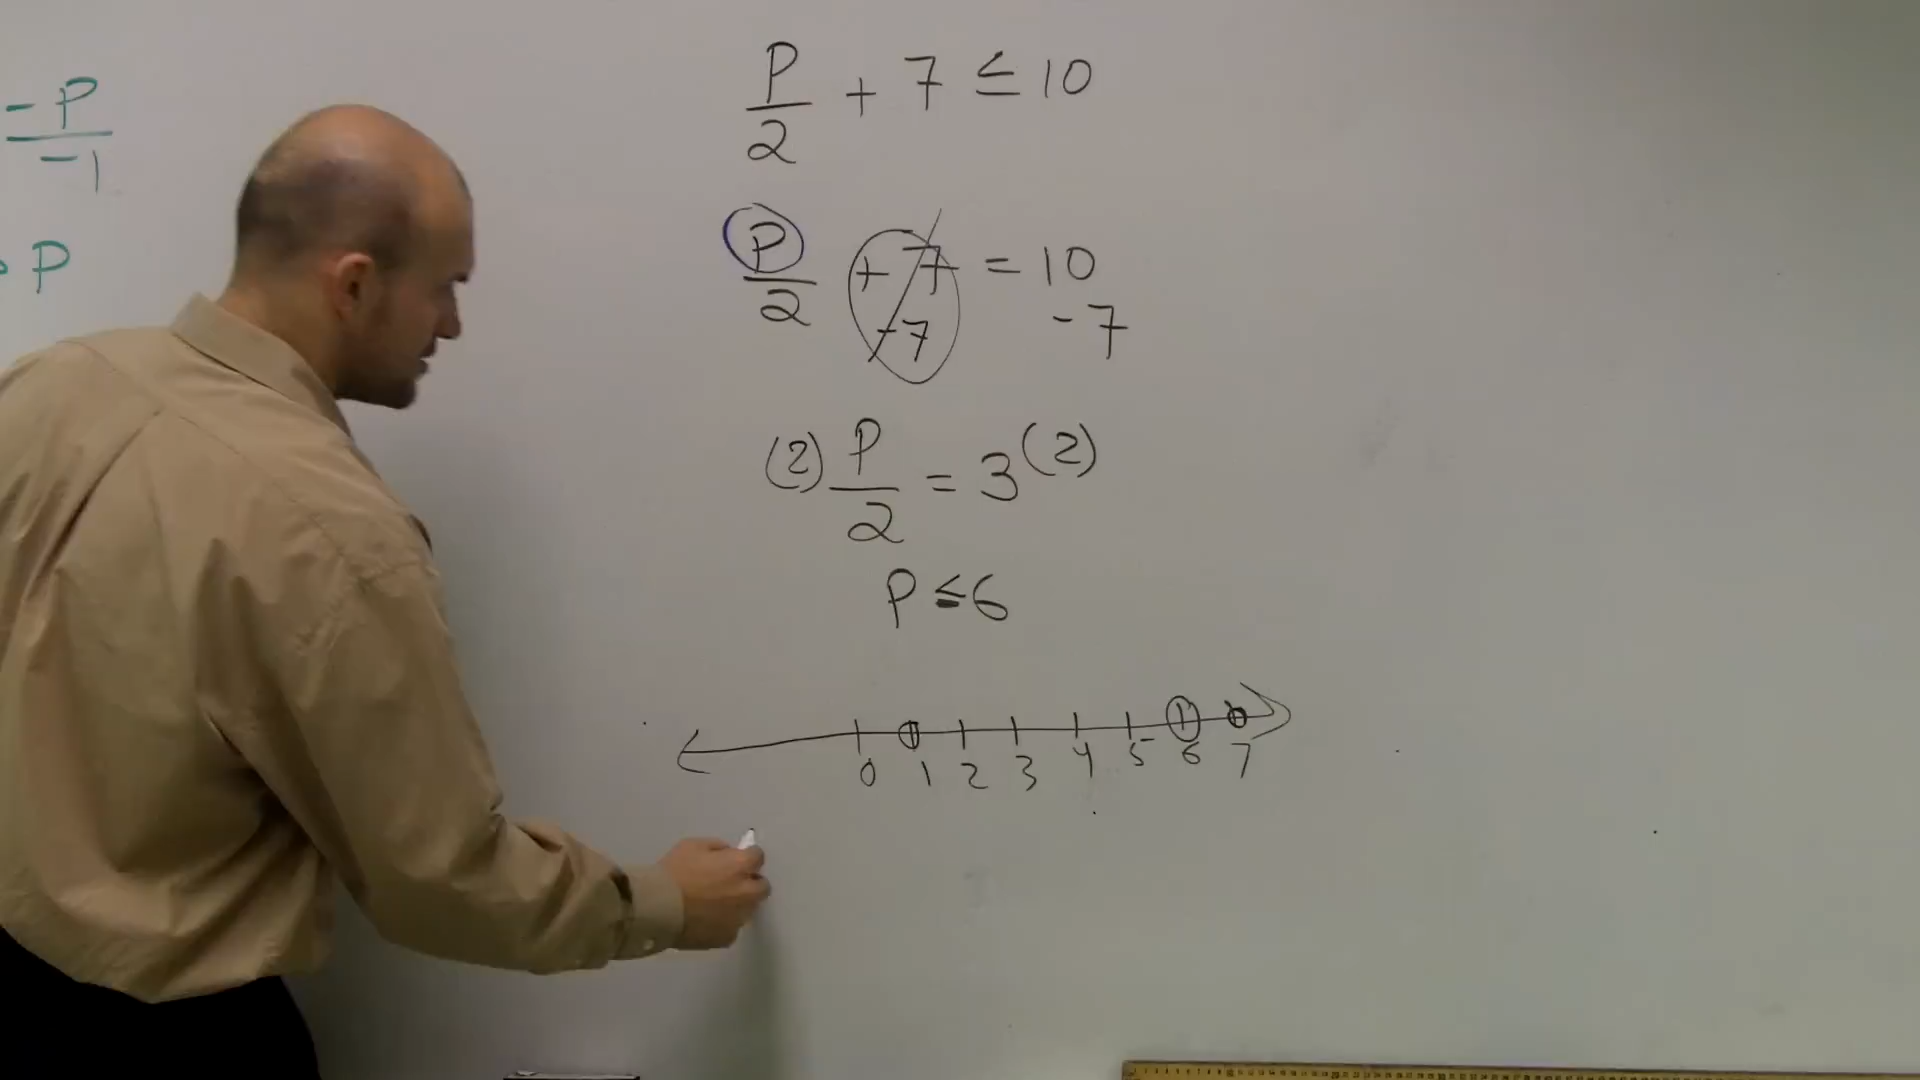 -P
-1
P
P
2
+ 7 ≤ 10
P
2
+ 7 = 10
-7 -7
(2) P
2
= 3 (2)
P ≤ 6
0 1 2 3 4 5 6 7